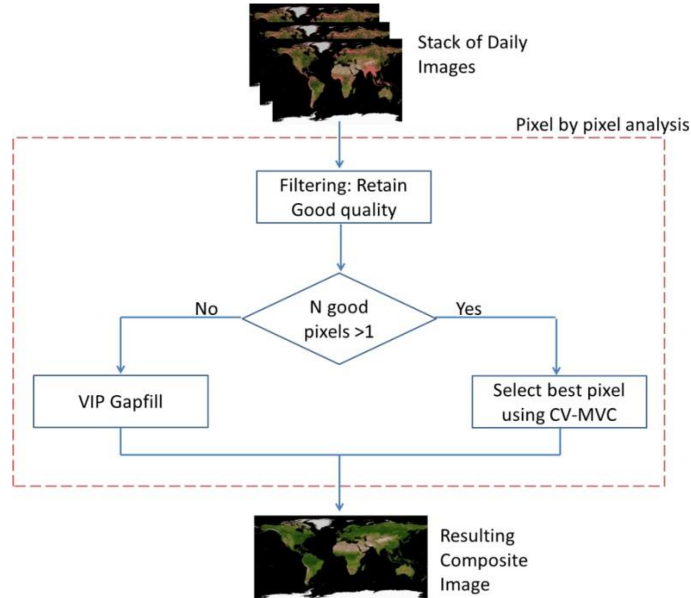 Stack of Daily
Images
Pixel by pixel analysis
Filtering: Retain
Good quality
No
N good
pixels >1
Yes
VIP Gapfill
Select best pixel
using CV-MVC
Resulting
Composite
Image